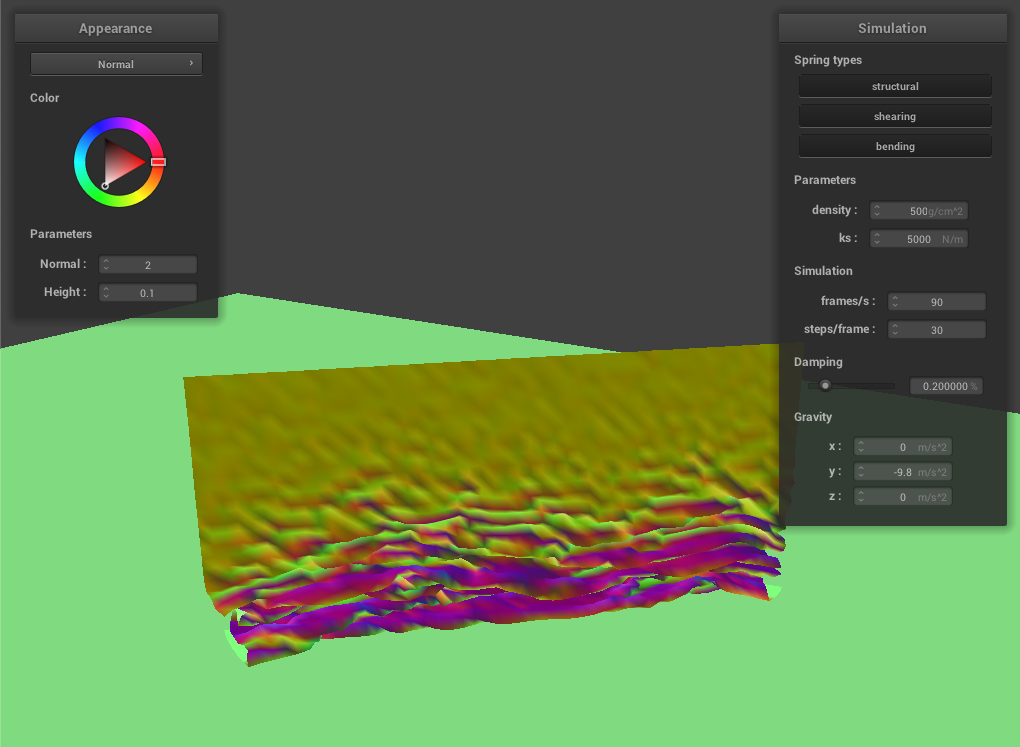 Appearance
Normal
Color
Parameters
Normal : 2
Height : 0.1
Simulation
Spring types
structural
shearing
bending
Parameters
density : 500 g/cm^2
ks : 5000 N/m
Simulation
frames/s : 90
steps/frame : 30
Damping
0.200000 %
Gravity
x : 0 m/s^2
y : -9.8 m/s^2
z : 0 m/s^2